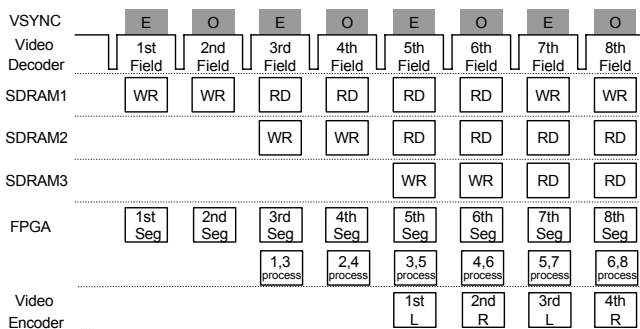 VSYNC E O E O E O E O
Video Decoder 1st Field 2nd Field 3rd Field 4th Field 5th Field 6th Field 7th Field 8th Field
SDRAM1 WR WR RD RD RD RD WR WR
SDRAM2 WR WR RD RD RD RD
SDRAM3 WR WR RD RD
FPGA 1st Seg 2nd Seg 3rd Seg 4th Seg 5th Seg 6th Seg 7th Seg 8th Seg
1,3 process 2,4 process 3,5 process 4,6 process 5,7 process 6,8 process
Video Encoder 1st L 2nd R 3rd L 4th R